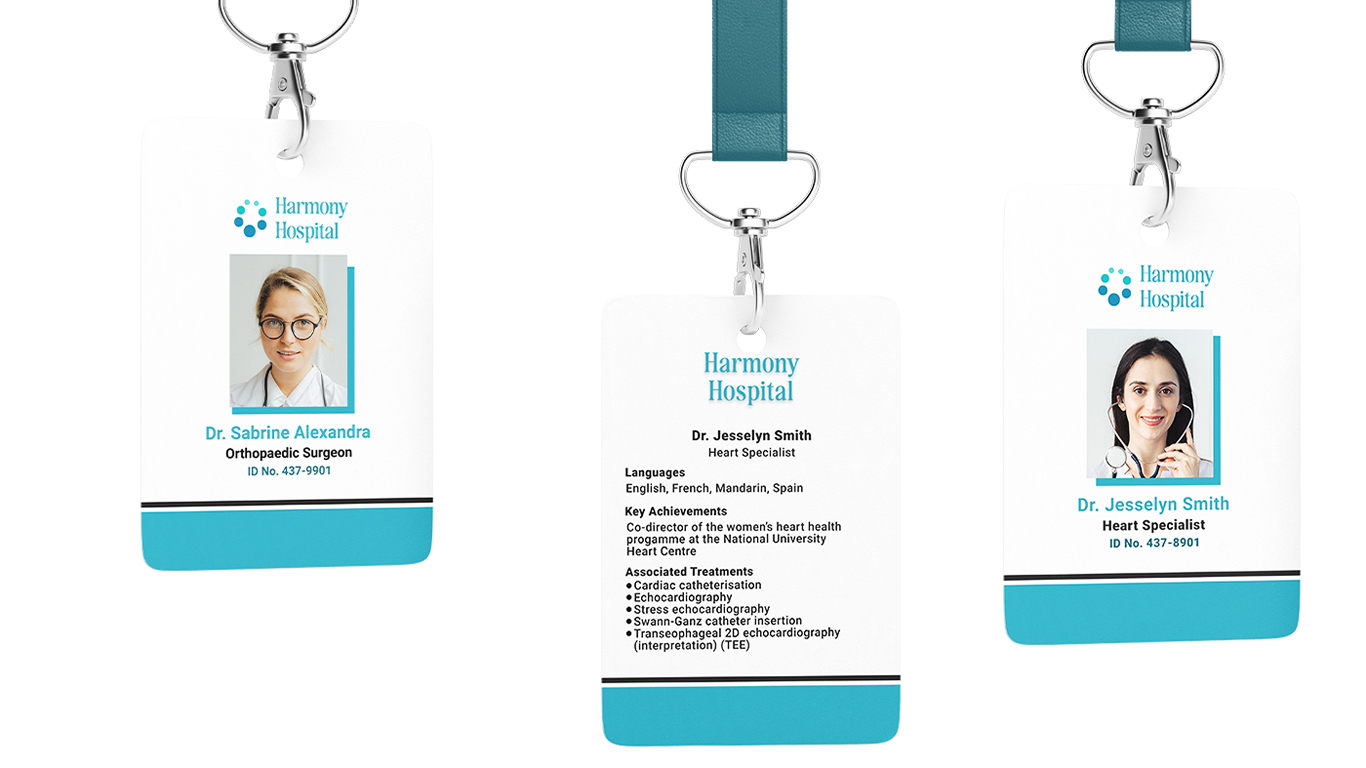 Harmony
Hospital
Dr. Sabrine Alexandra
Orthopaedic Surgeon
ID No. 437-9901
Harmony
Hospital
Dr. Jesselyn Smith
Heart Specialist
Languages
English, French, Mandarin, Spain
Key Achievements
Co-director of the women's heart health
progamme at the National University
Heart Centre
Associated Treatments
• Cardiac catheterisation
• Echocardiography
• Stress echocardiography
• Swann-Ganz catheter insertion
• Transeophageal 2D echocardiography
(interpretation) (TEE)
Harmony
Hospital
Dr. Jesselyn Smith
Heart Specialist
ID No. 437-8901